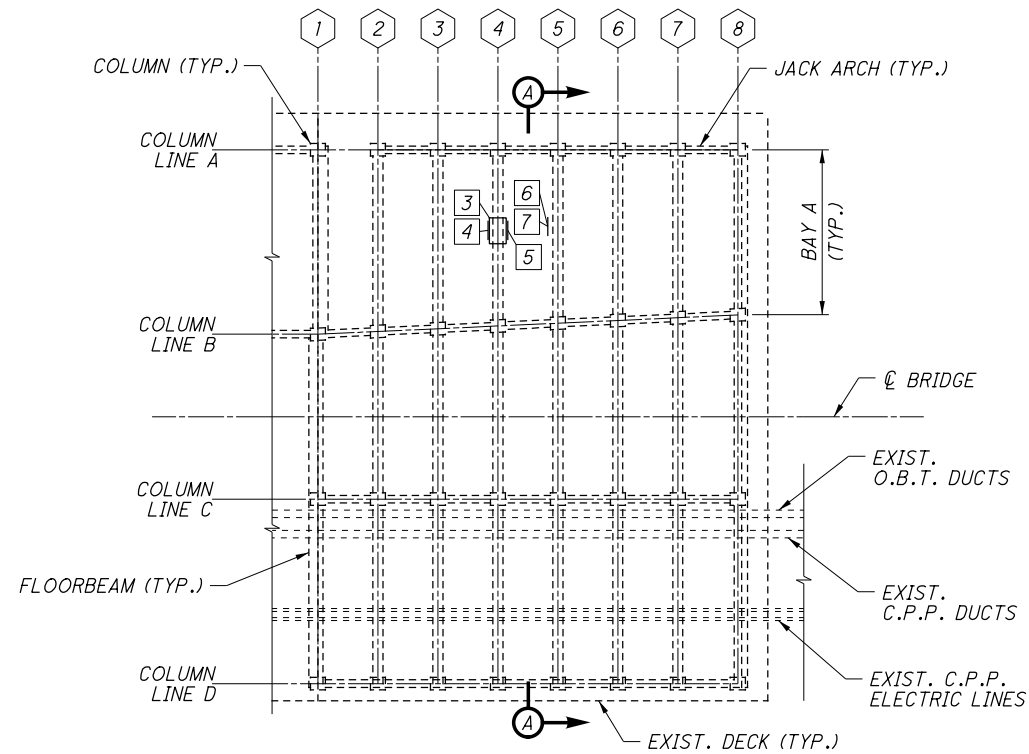 1 2 3 4 5 6 7 8
COLUMN (TYP.)
JACK ARCH (TYP.)
A
COLUMN
LINE A
3
4
5
6
7
BAY A
(TYP.)
COLUMN
LINE B
℄ BRIDGE
EXIST.
O.B.T. DUCTS
COLUMN
LINE C
FLOORBEAM (TYP.)
EXIST.
C.P.P. DUCTS
COLUMN
LINE D
EXIST. C.P.P.
ELECTRIC LINES
A
EXIST. DECK (TYP.)